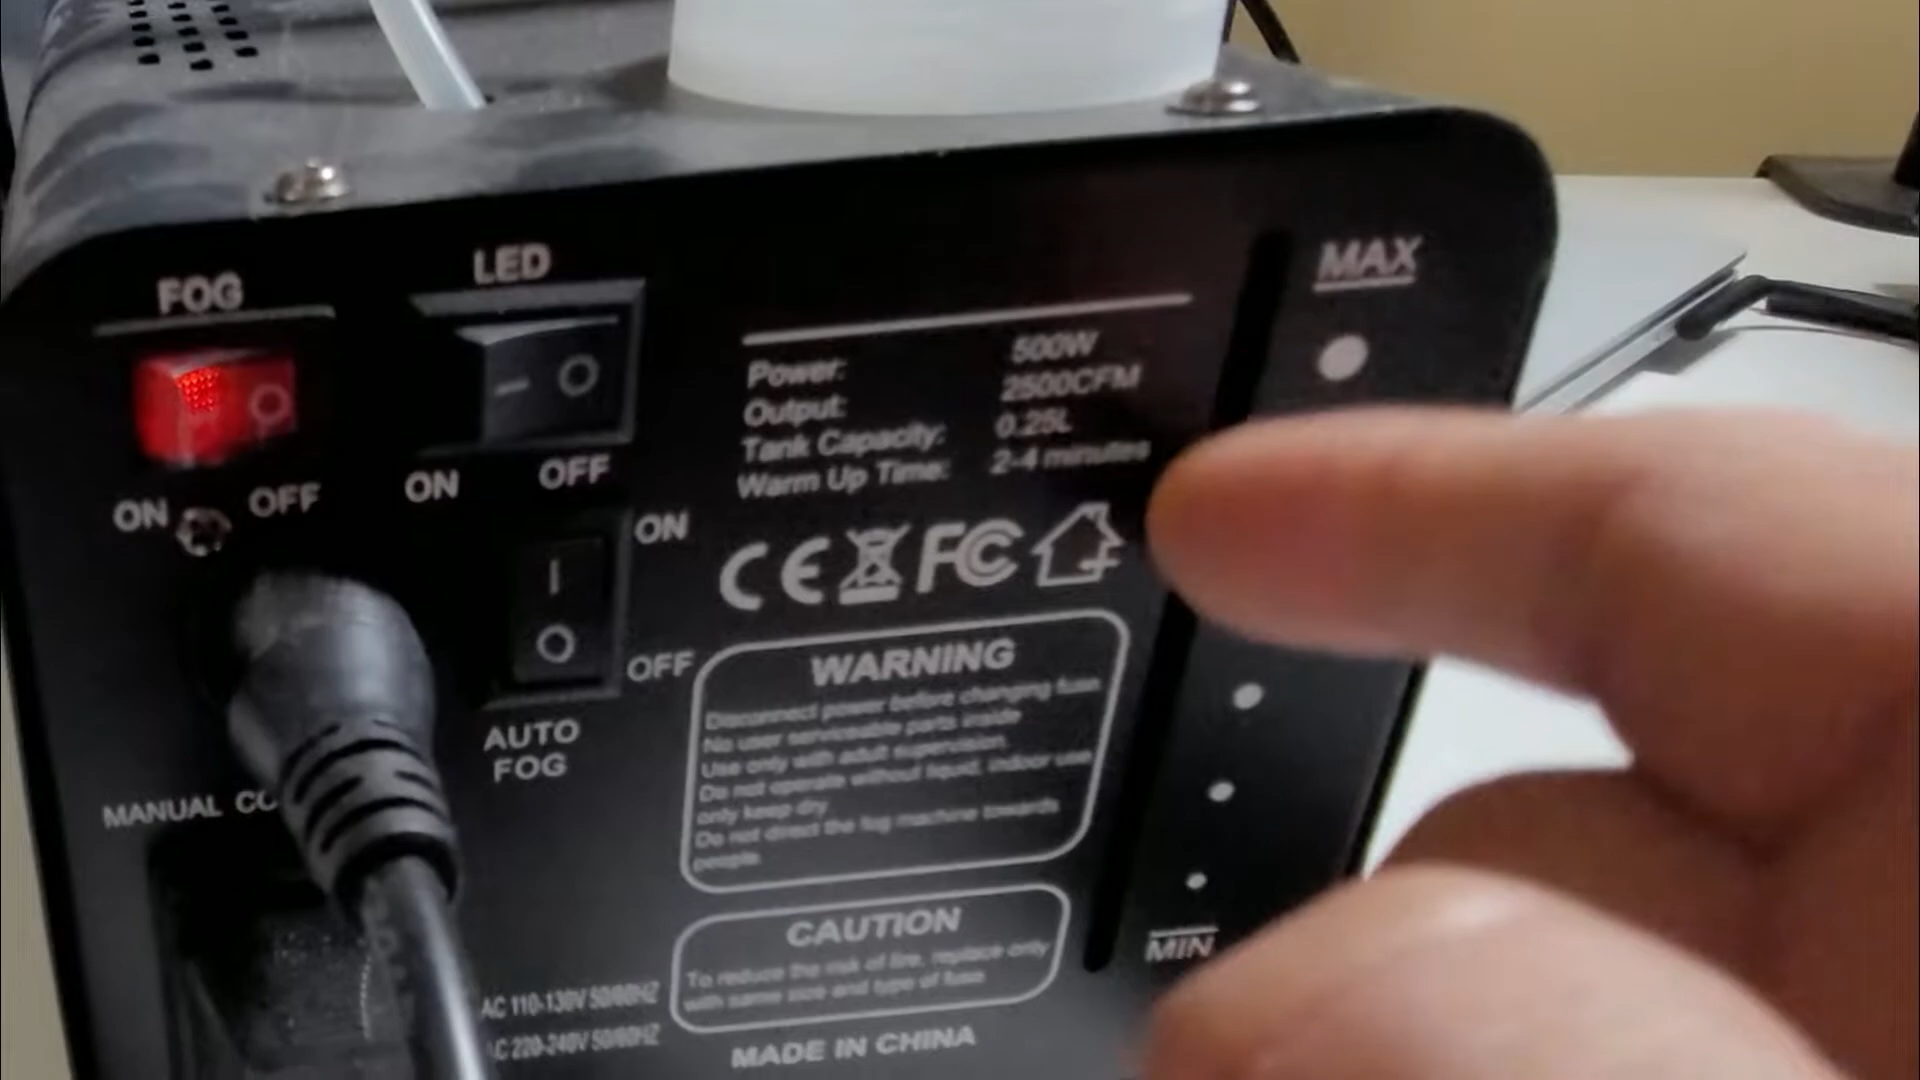 FOG
LED
MAX
ON
OFF
ON
OFF
Power: 500W
Output: 2500CFM
Tank Capacity: 0.25L
Warm Up Time: 2-4 minutes
ON
OFF
AUTO
FOG
CE FC
WARNING
Disconnect power before changing fuse
No user serviceable parts inside
Use only with adult supervision.
Do not operate without liquid, indoor use
only keep dry
Do not direct the fog machine towards
people.
MANUAL
CAUTION
To reduce the risk of fire, replace only
with same size and type of fuse
MIN
AC 110-130V 50/60HZ
AC 220-240V 50/60HZ
MADE IN CHINA